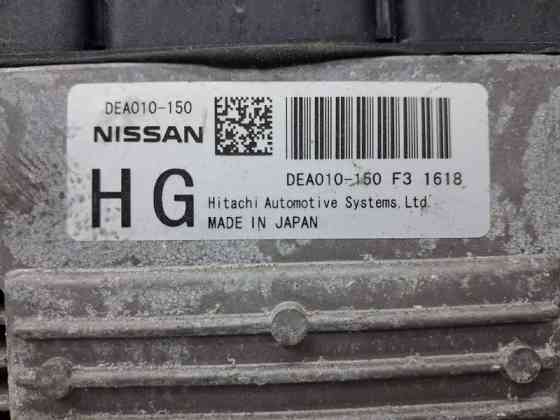 DEA010-150
NISSAN
HG
DEA010-150 F3 1618
Hitachi Automotive Systems,Ltd.
MADE IN JAPAN